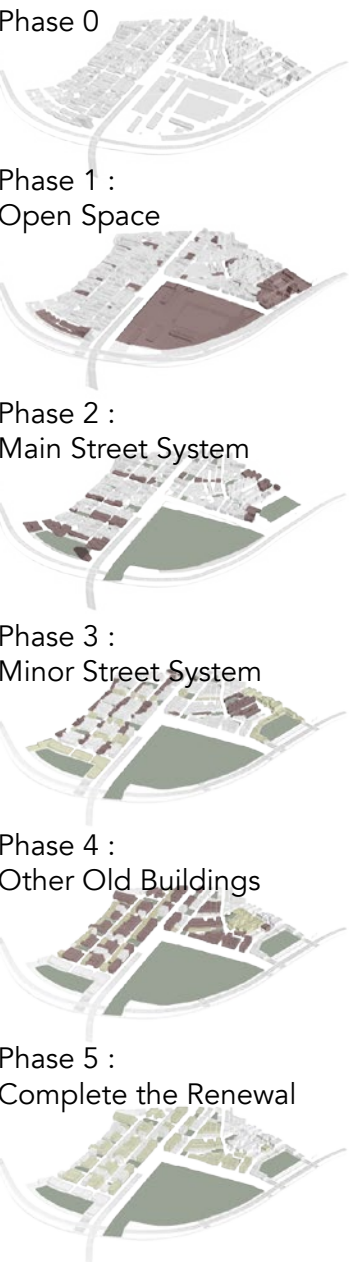 Phase 0
Phase 1 :
Open Space
Phase 2 :
Main Street System
Phase 3 :
Minor Street System
Phase 4 :
Other Old Buildings
Phase 5 :
Complete the Renewal